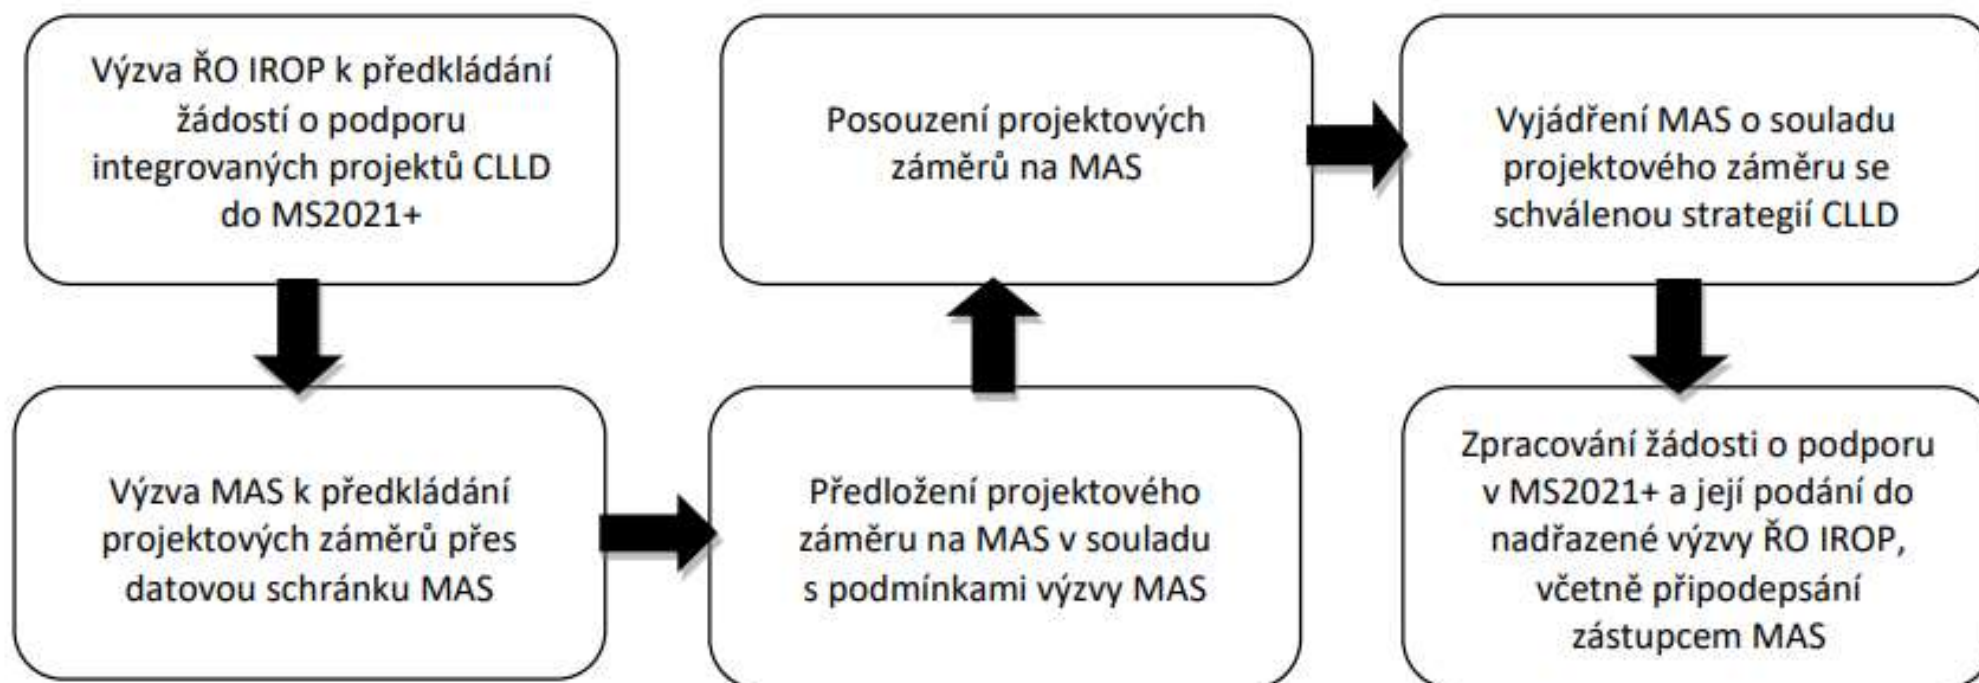 Výzva ŘO IROP k předkládání
žádostí o podporu
integrovaných projektů CLLD
do MS2021+
Výzva MAS k předkládání
projektových záměrů přes
datovou schránku MAS
Předložení projektového
záměru na MAS v souladu
s podmínkami výzvy MAS
Posouzení projektových
záměrů na MAS
Vyjádření MAS o souladu
projektového záměru se
schválenou strategií CLLD
Zpracování žádosti o podporu
v MS2021+ a její podání do
nadřazené výzvy ŘO IROP,
včetně připodepsání
zástupcem MAS